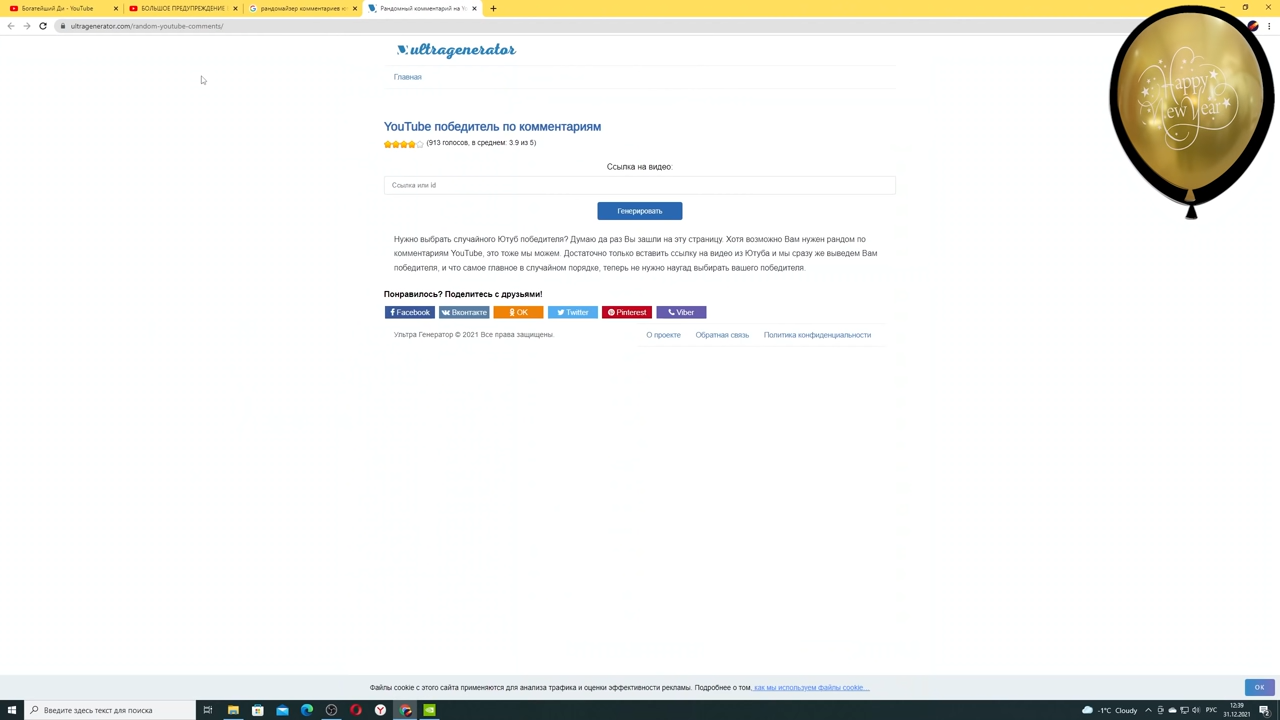 Богатейший Ди - YouTube
БОЛЬШОЕ ПРЕДУПРЕЖДЕНИЕ
рандомайзер комментариев
Рандомный комментарий на
ultragenerator.com/random-youtube-comments/
ultragenerator
Главная
Happy
New Year
YouTube победитель по комментариям
(913 голосов, в среднем: 3.9 из 5)
Ссылка на видео:
Ссылка или id
Генерировать
Нужно выбрать случайного Ютуб победителя? Думаю да раз Вы зашли на эту страницу. Хотя возможно Вам нужен рандом по
комментариям YouTube, это тоже мы можем. Достаточно только вставить ссылку на видео из Ютуба и мы сразу же выведем Вам
победителя, и что самое главное в случайном порядке, теперь не нужно наугад выбирать вашего победителя.
Понравилось? Поделитесь с друзьями!
Facebook Вконтакте OK Twitter Pinterest Viber
Ультра Генератор © 2021 Все права защищены. О проекте Обратная связь Политика конфиденциальности
Файлы cookie с этого сайта применяются для анализа трафика и оценки эффективности рекламы. Подробнее о том, как мы используем файлы cookie...
OK
Введите здесь текст для поиска
-1°C Cloudy
РУС
12:39
31.12.2021